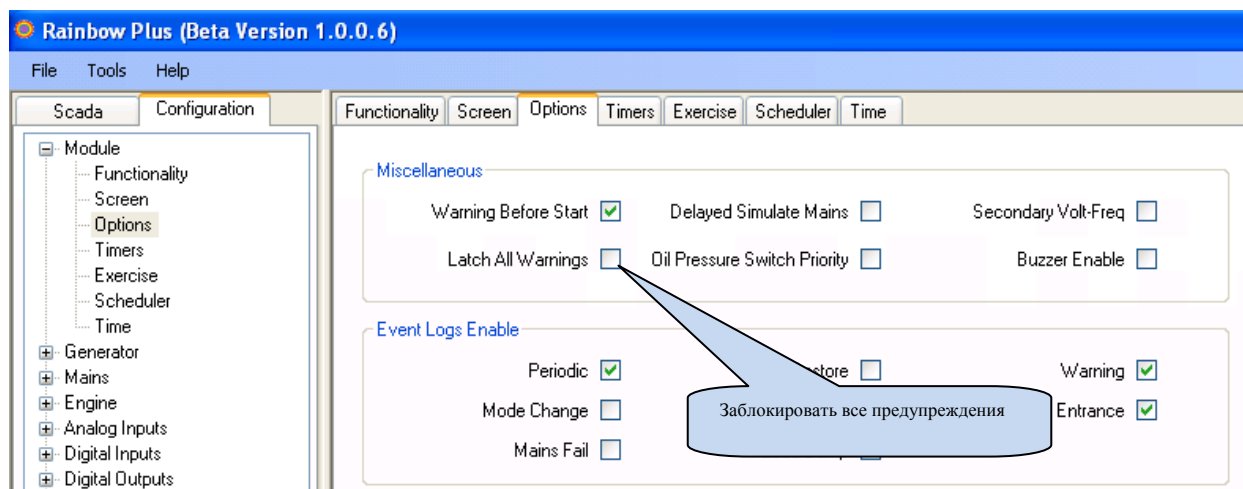 Rainbow Plus (Beta Version 1.0.0.6)
File Tools Help
Scada Configuration
Functionality Screen Options Timers Exercise Scheduler Time
Module
Functionality
Screen
Options
Timers
Exercise
Scheduler
Time
Generator
Mains
Engine
Analog Inputs
Digital Inputs
Digital Outputs
Miscellaneous
Warning Before Start Delayed Simulate Mains Secondary Volt-Freq
Latch All Warnings Oil Pressure Switch Priority Buzzer Enable
Event Logs Enable
Periodic Warning
Mode Change Entrance
Mains Fail
Заблокировать все предупреждения